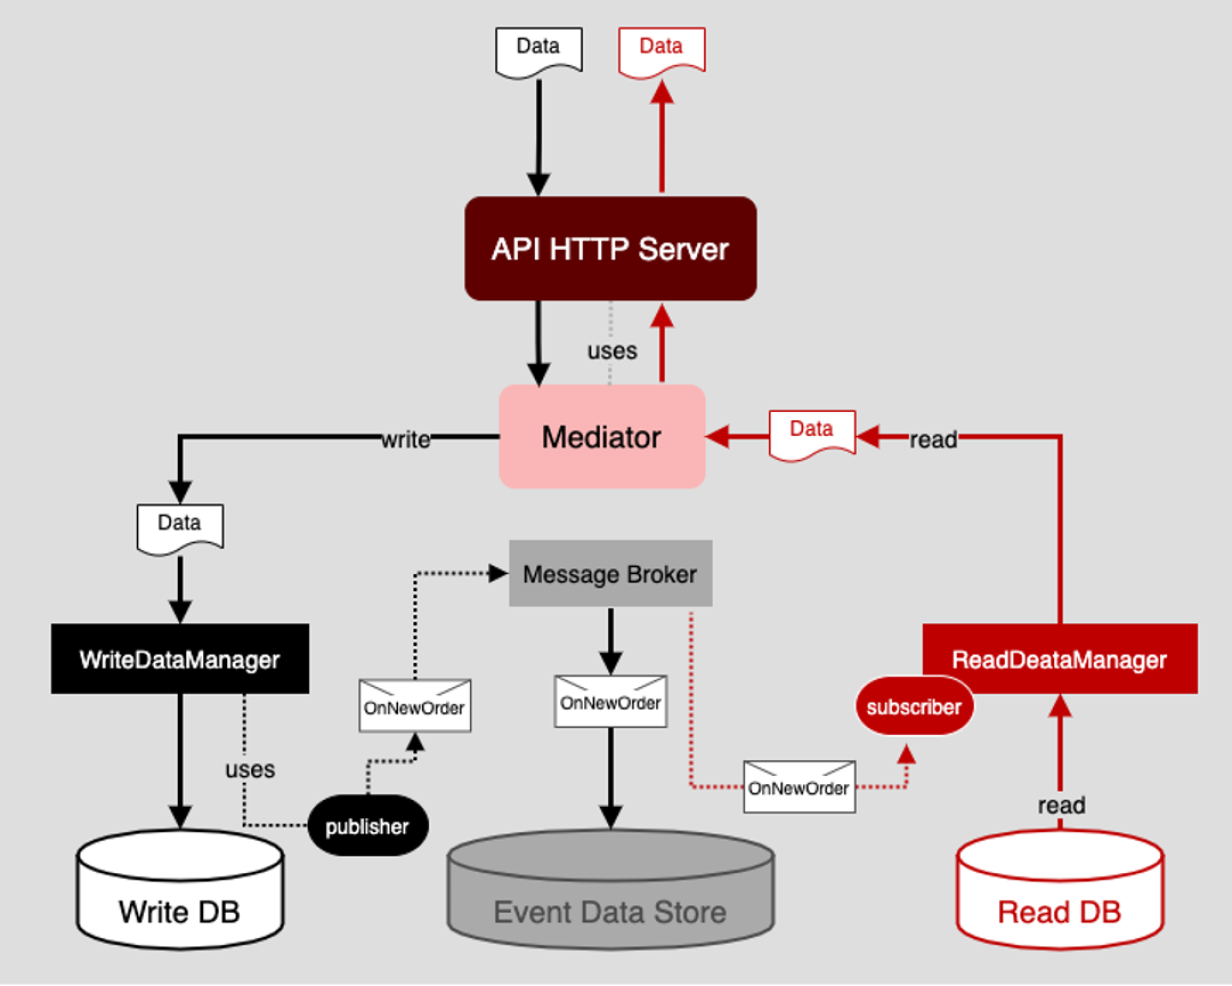 Data
Data
API HTTP Server
uses
Mediator
write
Data
read
Data
Message Broker
WriteDataManager
ReadDeataManager
OnNewOrder
OnNewOrder
subscriber
uses
OnNewOrder
publisher
read
Write DB
Event Data Store
Read DB